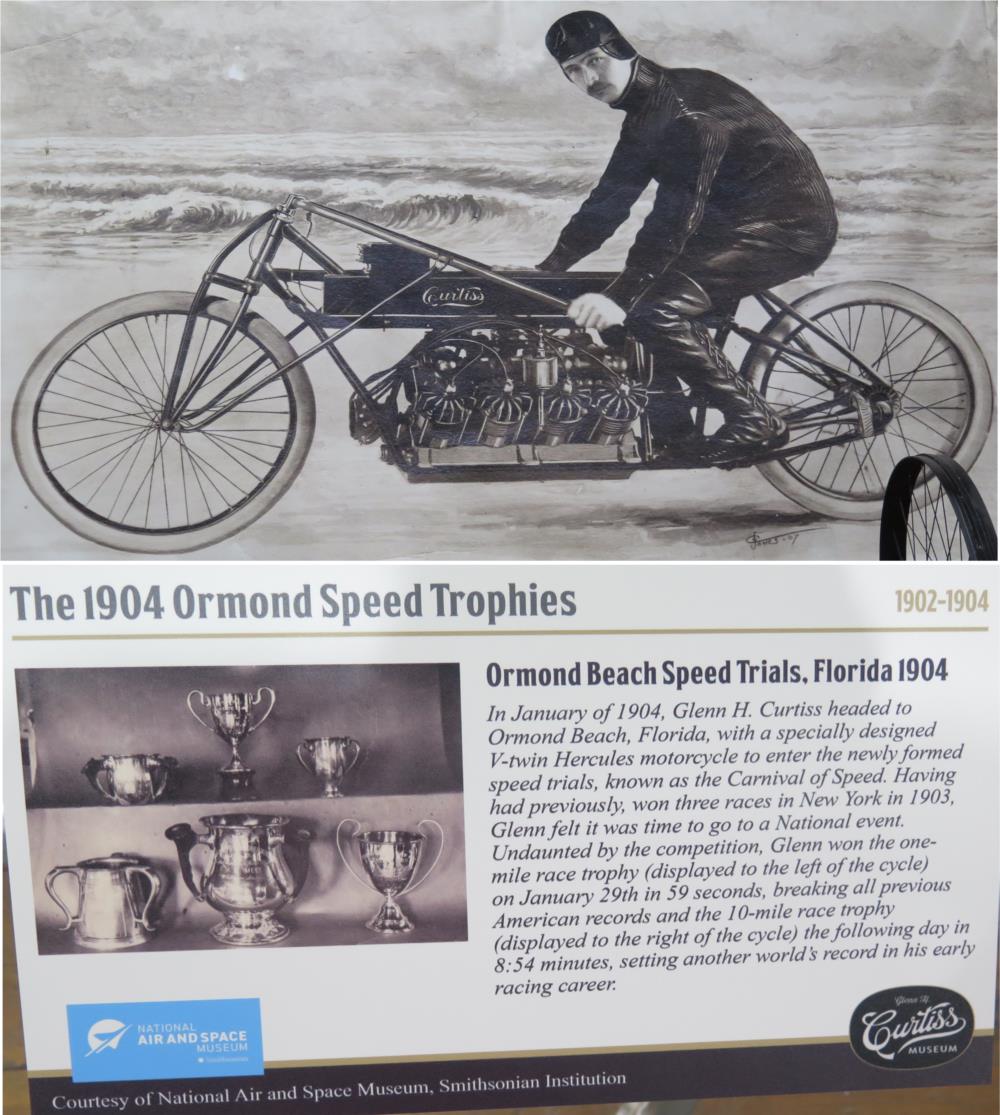 Curtiss
The 1904 Ormond Speed Trophies
1902-1904
Ormond Beach Speed Trials, Florida 1904
In January of 1904, Glenn H. Curtiss headed to
Ormond Beach, Florida, with a specially designed
V-twin Hercules motorcycle to enter the newly formed
speed trials, known as the Carnival of Speed. Having
had previously, won three races in New York in 1903,
Glenn felt it was time to go to a National event.
Undaunted by the competition, Glenn won the one-
mile race trophy (displayed to the left of the cycle)
on January 29th in 59 seconds, breaking all previous
American records and the 10-mile race trophy
(displayed to the right of the cycle) the following day in
8:54 minutes, setting another world's record in his early
racing career.
NATIONAL
AIR AND SPACE
MUSEUM
Smithsonian
Glenn H.
Curtiss
MUSEUM
Courtesy of National Air and Space Museum, Smithsonian Institution